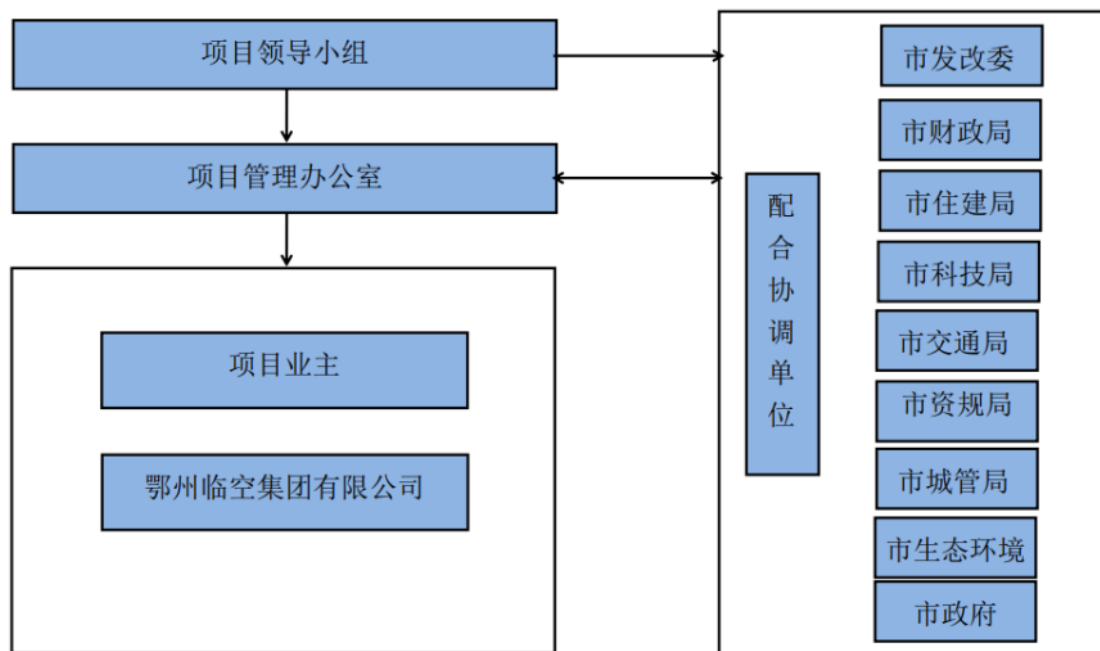 项目领导小组
项目管理办公室
项目业主
鄂州临空集团有限公司
配合协调单位
市发改委
市财政局
市住建局
市科技局
市交通局
市资规局
市城管局
市生态环境
市政府